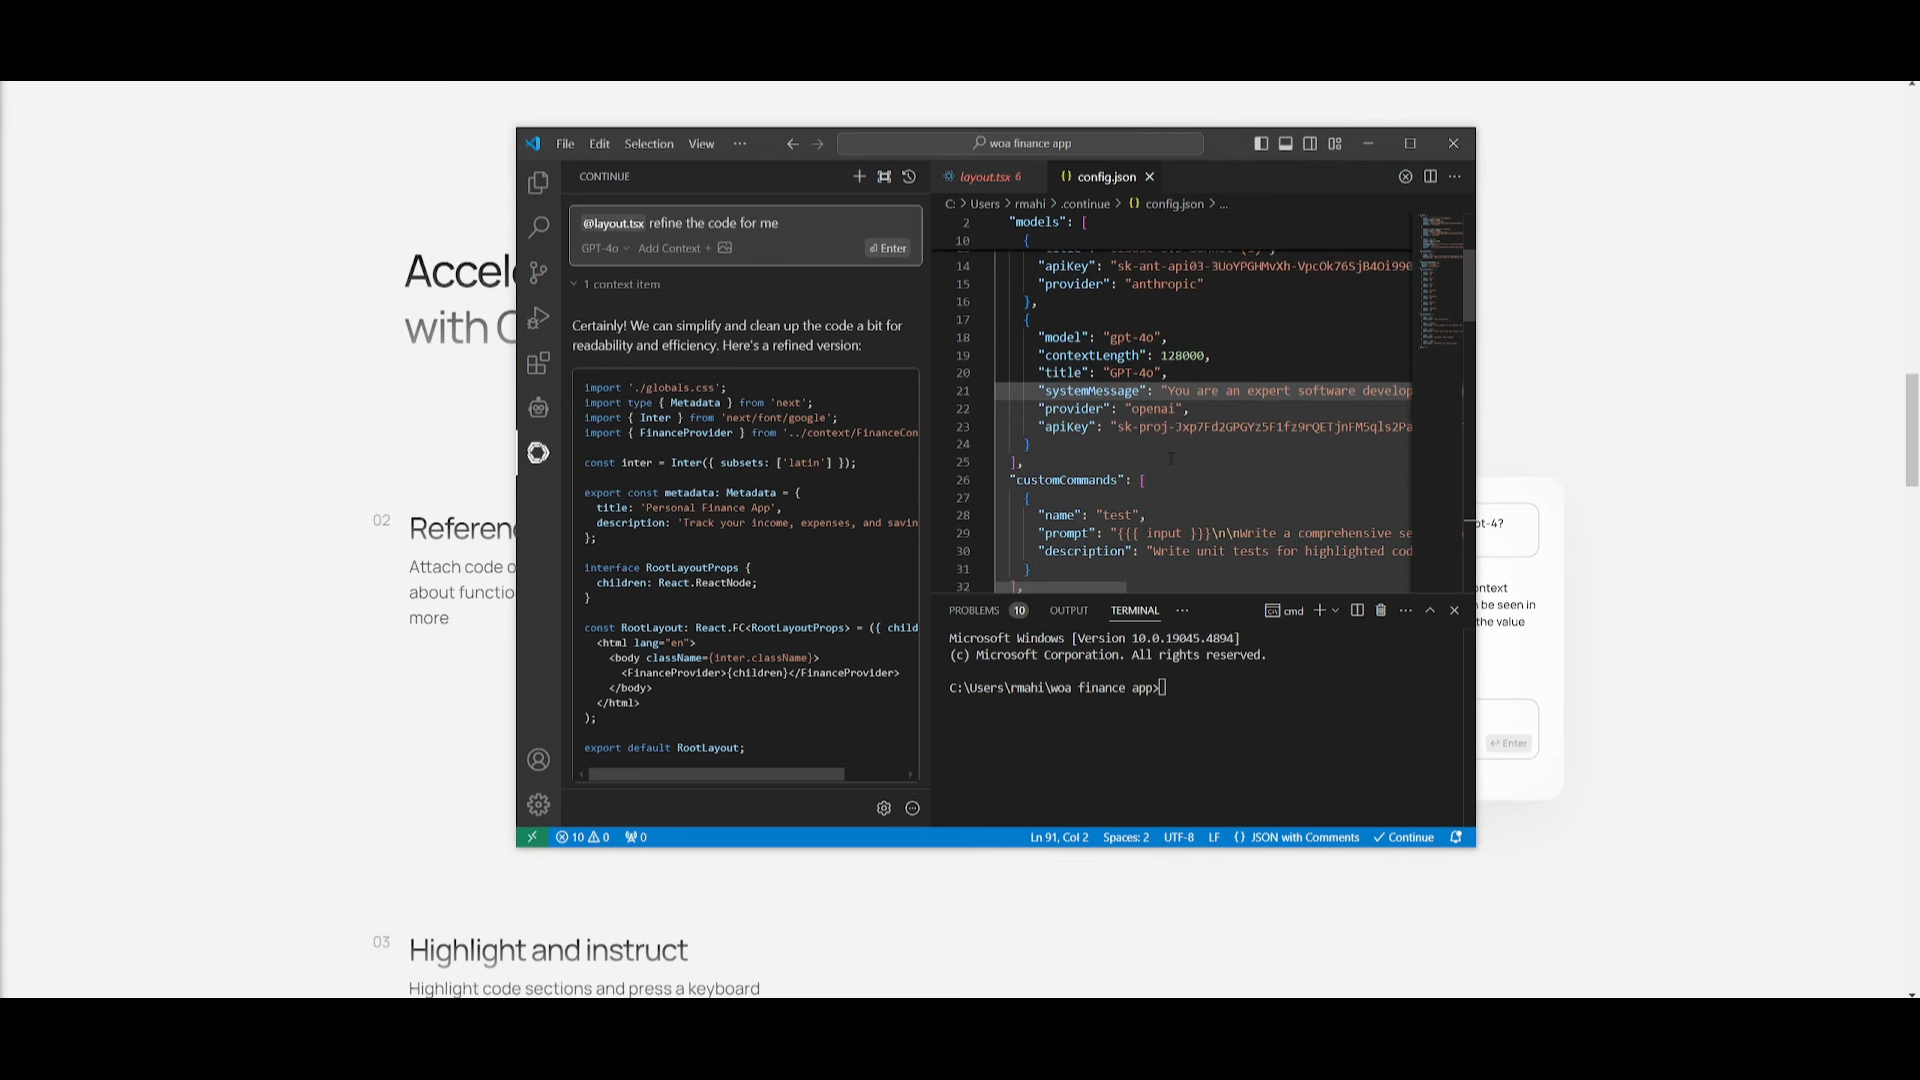 Accele
with C
02
Referenc
Attach code o
about functio
more
03
Highlight and instruct
Highlight code sections and press a keyboard
File Edit Selection View ··· woa finance app
CONTINUE
@layout.tsx refine the code for me
GPT-4o Add Context + Enter
1 context item
Certainly! We can simplify and clean up the code a bit for
readability and efficiency. Here's a refined version:
import './globals.css';
import type { Metadata } from 'next';
import { Inter } from 'next/font/google';
import { FinanceProvider } from '../context/FinanceCon
const inter = Inter({ subsets: ['latin'] });
export const metadata: Metadata = {
title: 'Personal Finance App',
description: 'Track your income, expenses, and savin
};
interface RootLayoutProps {
children: React.ReactNode;
}
const RootLayout: React.FC<RootLayoutProps> = ({ child
<html lang="en">
<body className={inter.className}>
<FinanceProvider>{children}</FinanceProvider>
</body>
</html>
);
export default RootLayout;
layout.tsx 6 {} config.json
C: > Users > rmahi > .continue > {} config.json > ...
2 "models": [
10 {
14 "apiKey":
15 "provider": "anthropic"
16 },
17 {
18 "model": "gpt-4o",
19 "contextLength": 128000,
20 "title": "GPT-4o",
21 "systemMessage": "You are an expert software develop
22 "provider": "openai",
23 "apiKey":
24 }
25 ],
26 "customCommands": [
27 {
28 "name": "test",
29 "prompt": "{{{ input }}}\n\nWrite a comprehensive se
30 "description": "Write unit tests for highlighted cod
31 }
32 ],
PROBLEMS 10 OUTPUT TERMINAL ··· cmd
Microsoft Windows [Version 10.0.19045.4894]
(c) Microsoft Corporation. All rights reserved.
C:\Users\rmahi\woa finance app>
10 0 0 Ln 91, Col 2 Spaces: 2 UTF-8 LF {} JSON with Comments Continue
pt-4?
ontext
n be seen in
the value
Enter